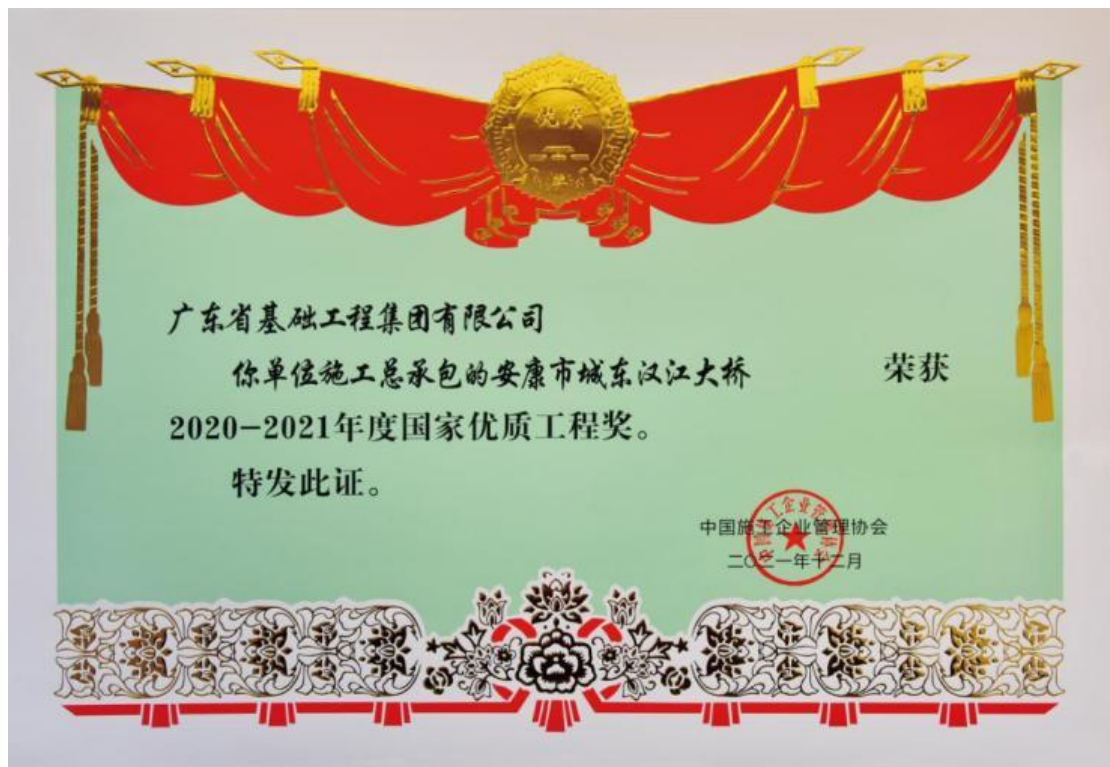 广东省基础工程集团有限公司
你单位施工总承包的安康市城东汉江大桥 荣获
2020-2021年度国家优质工程奖。
特发此证。
中国施工企业管理协会
二〇二一年十二月